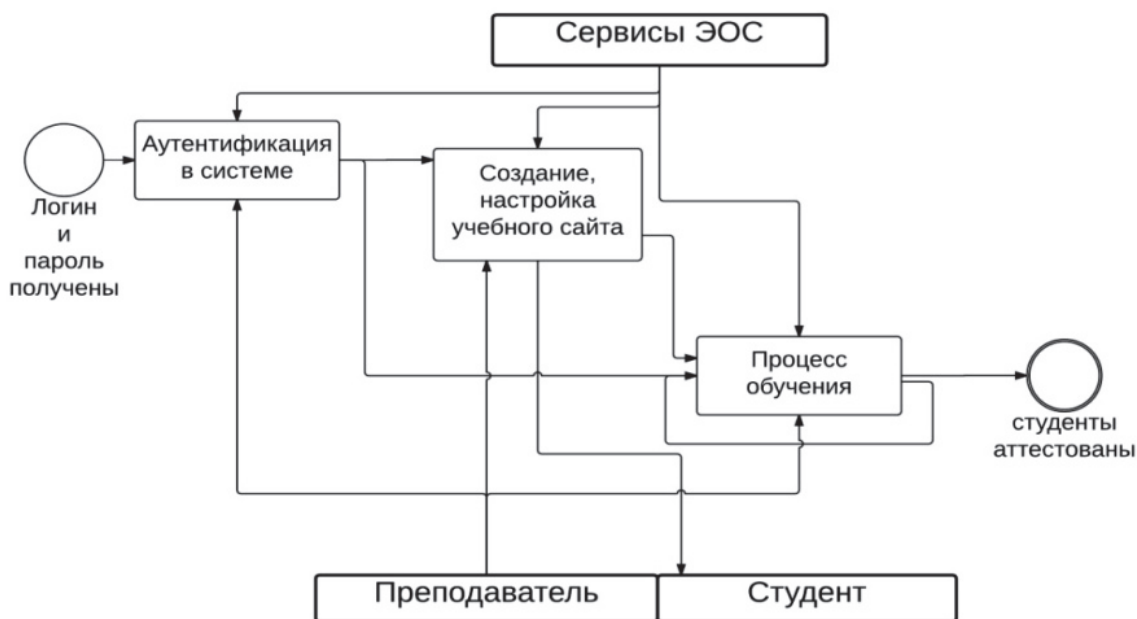 Сервисы ЭОС
Аутентификация
в системе
Логин
и
пароль
получены
Создание,
настройка
учебного сайта
Процесс
обучения
студенты
аттестованы
Преподаватель
Студент